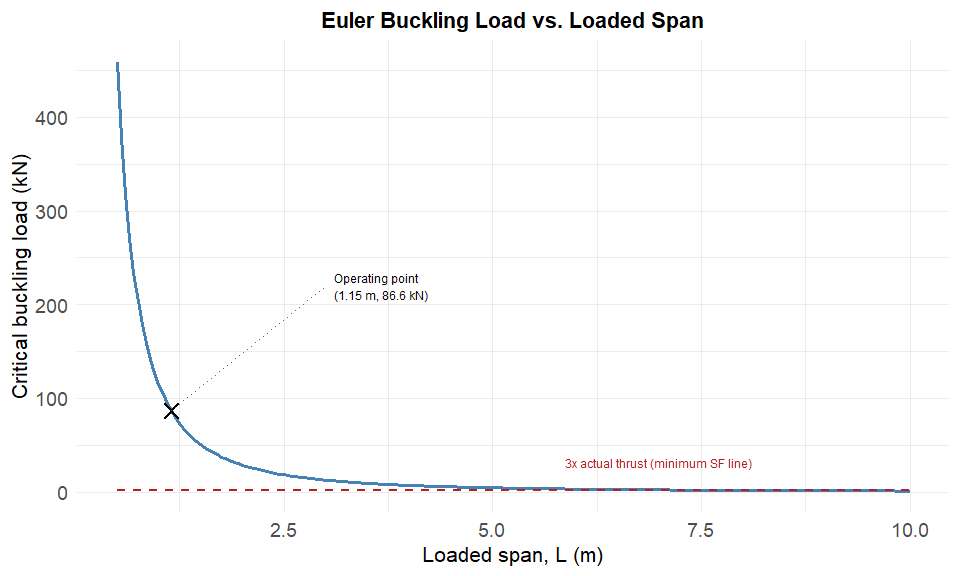 Euler Buckling Load vs. Loaded Span
Critical buckling load (kN)
400
300
200
100
0
Operating point
(1.15 m, 86.6 kN)
3x actual thrust (minimum SF line)
2.5
5.0
7.5
10.0
Loaded span, L (m)